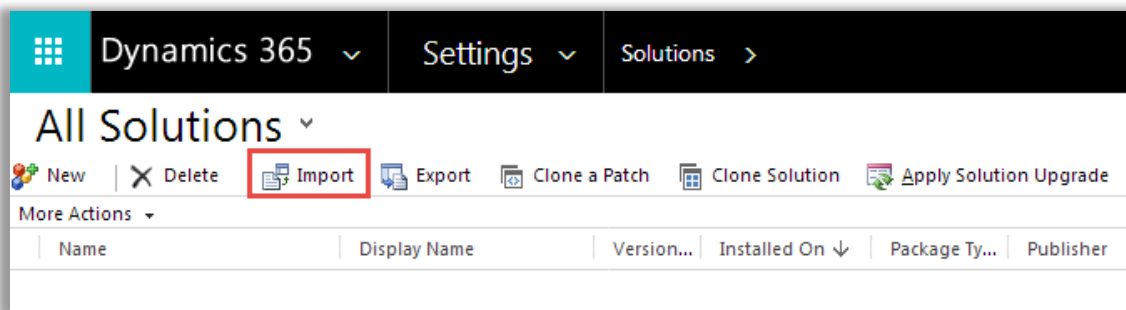 Dynamics 365 Settings Solutions
All Solutions
New Delete Import Export Clone a Patch Clone Solution Apply Solution Upgrade
More Actions
Name Display Name Version... Installed On Package Ty... Publisher